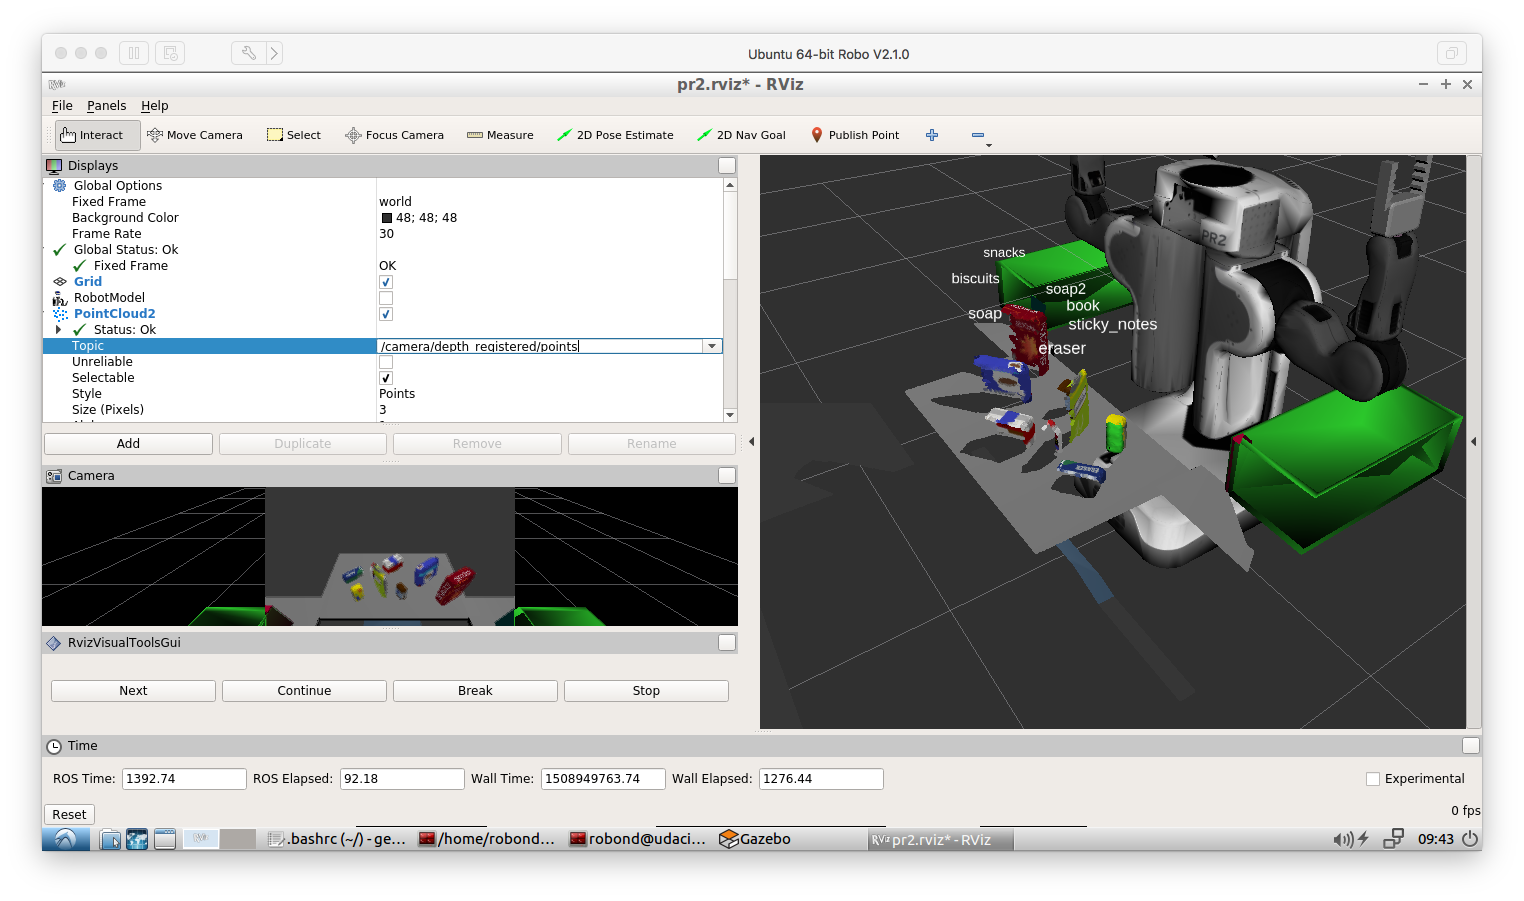 Ubuntu 64-bit Robo V2.1.0
RViz pr2.rviz* - RViz
File Panels Help
Interact Move Camera Select Focus Camera Measure 2D Pose Estimate 2D Nav Goal Publish Point
Displays
Global Options
Fixed Frame world
Background Color 48; 48; 48
Frame Rate 30
Global Status: Ok
Fixed Frame OK
Grid
RobotModel
PointCloud2
Status: Ok
Topic /camera/depth_registered/points
Unreliable
Selectable
Style Points
Size (Pixels) 3
Add Duplicate Remove Rename
Camera
RvizVisualToolsGui
Next Continue Break Stop
PR2
snacks
biscuits
soap2
book
soap
sticky_notes
eraser
ERASER
Time
ROS Time: 1392.74 ROS Elapsed: 92.18 Wall Time: 1508949763.74 Wall Elapsed: 1276.44 Experimental
Reset 0 fps
.bashrc (~/) - ge... /home/robond... robond@udaci... Gazebo RViz pr2.rviz* - RViz 09:43